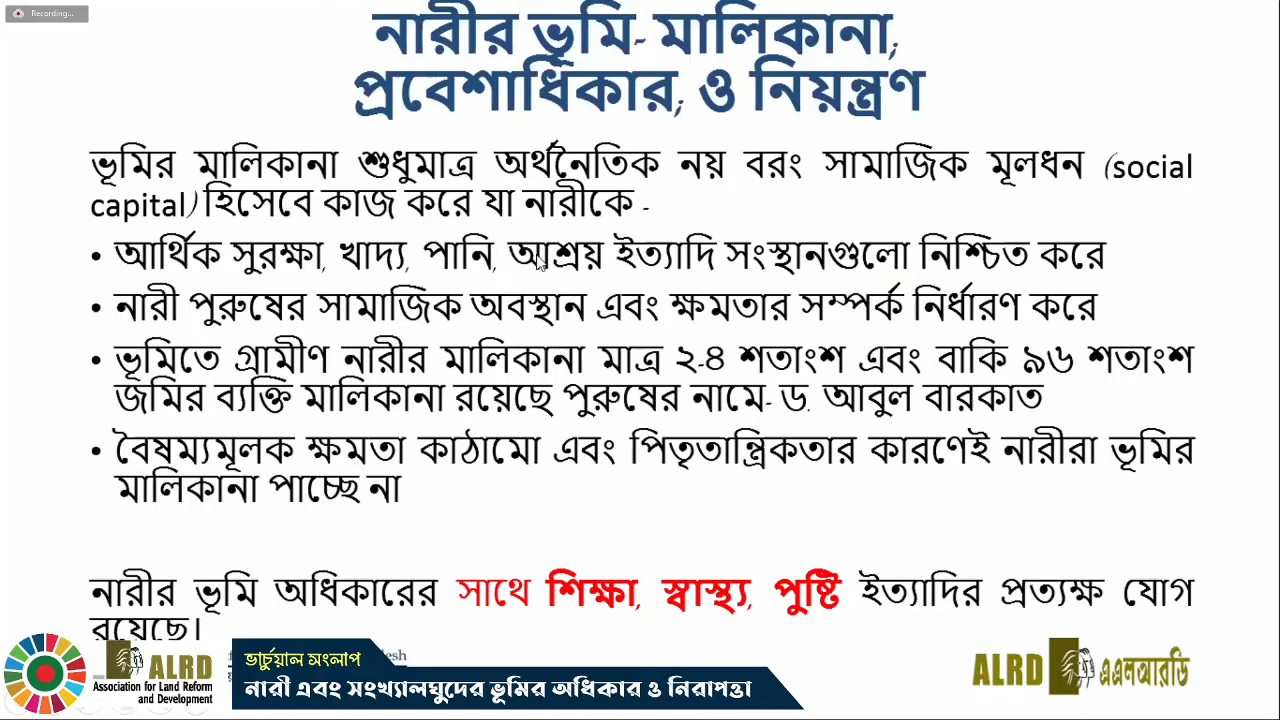 Recording...
নারীর ভূমি- মালিকানা,
প্রবেশাধিকার, ও নিয়ন্ত্রণ
ভূমির মালিকানা শুধুমাত্র অর্থনৈতিক নয় বরং সামাজিক মূলধন (social
capital) হিসেবে কাজ করে যা নারীকে -
• আর্থিক সুরক্ষা, খাদ্য, পানি, আশ্রয় ইত্যাদি সংস্থানগুলো নিশ্চিত করে
• নারী পুরুষের সামাজিক অবস্থান এবং ক্ষমতার সম্পর্ক নির্ধারণ করে
• ভূমিতে গ্রামীণ নারীর মালিকানা মাত্র ২-৪ শতাংশ এবং বাকি ৯৬ শতাংশ
জমির ব্যক্তি মালিকানা রয়েছে পুরুষের নামে- ড. আবুল বারকাত
• বৈষম্যমূলক ক্ষমতা কাঠামো এবং পিতৃতান্ত্রিকতার কারণেই নারীরা ভূমির
মালিকানা পাচ্ছে না
নারীর ভূমি অধিকারের সাথে শিক্ষা, স্বাস্থ্য, পুষ্টি ইত্যাদির প্রত্যক্ষ যোগ
রয়েছে।
ALRD
Association for Land Reform
and Development
ভার্চুয়াল সংলাপ
নারী এবং সংখ্যালঘুদের ভূমির অধিকার ও নিরাপত্তা
ALRD এএলআরডি